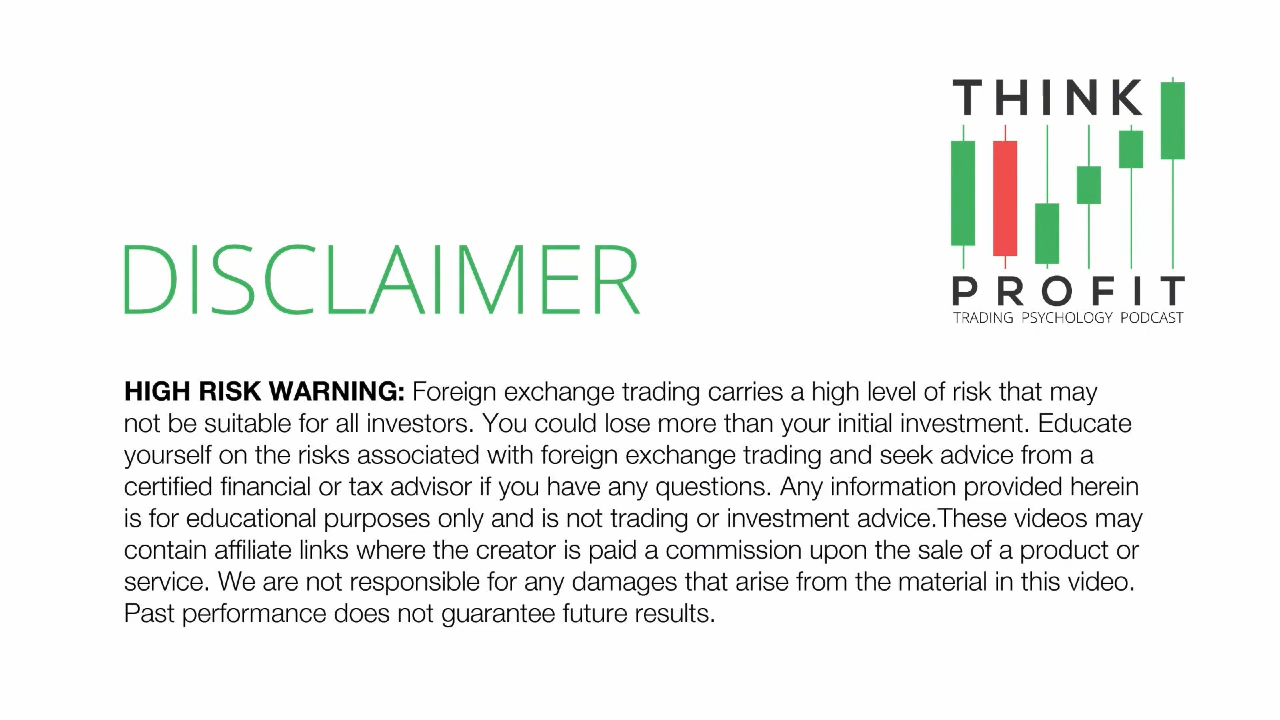 THINK
PROFIT
TRADING PSYCHOLOGY PODCAST
DISCLAIMER
HIGH RISK WARNING: Foreign exchange trading carries a high level of risk that may
not be suitable for all investors. You could lose more than your initial investment. Educate
yourself on the risks associated with foreign exchange trading and seek advice from a
certified financial or tax advisor if you have any questions. Any information provided herein
is for educational purposes only and is not trading or investment advice.These videos may
contain affiliate links where the creator is paid a commission upon the sale of a product or
service. We are not responsible for any damages that arise from the material in this video.
Past performance does not guarantee future results.